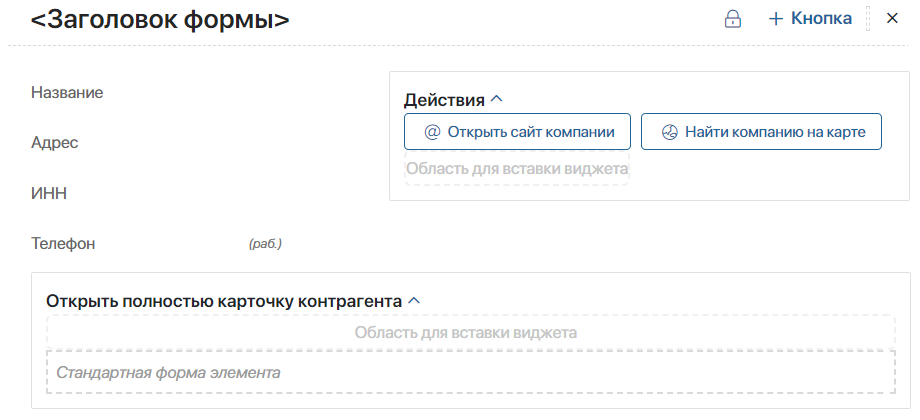 <Заголовок формы>
+ Кнопка
Название
Действия
@ Открыть сайт компании
Найти компанию на карте
Адрес
Область для вставки виджета
ИНН
Телефон
(раб.)
Открыть полностью карточку контрагента
Область для вставки виджета
Стандартная форма элемента